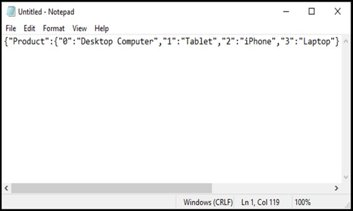 Untitled - Notepad
File Edit Format View Help
{"Product":{"0":"Desktop Computer","1":"Tablet","2":"iPhone","3":"Laptop"}
Windows (CRLF) Ln 1, Col 119 100%